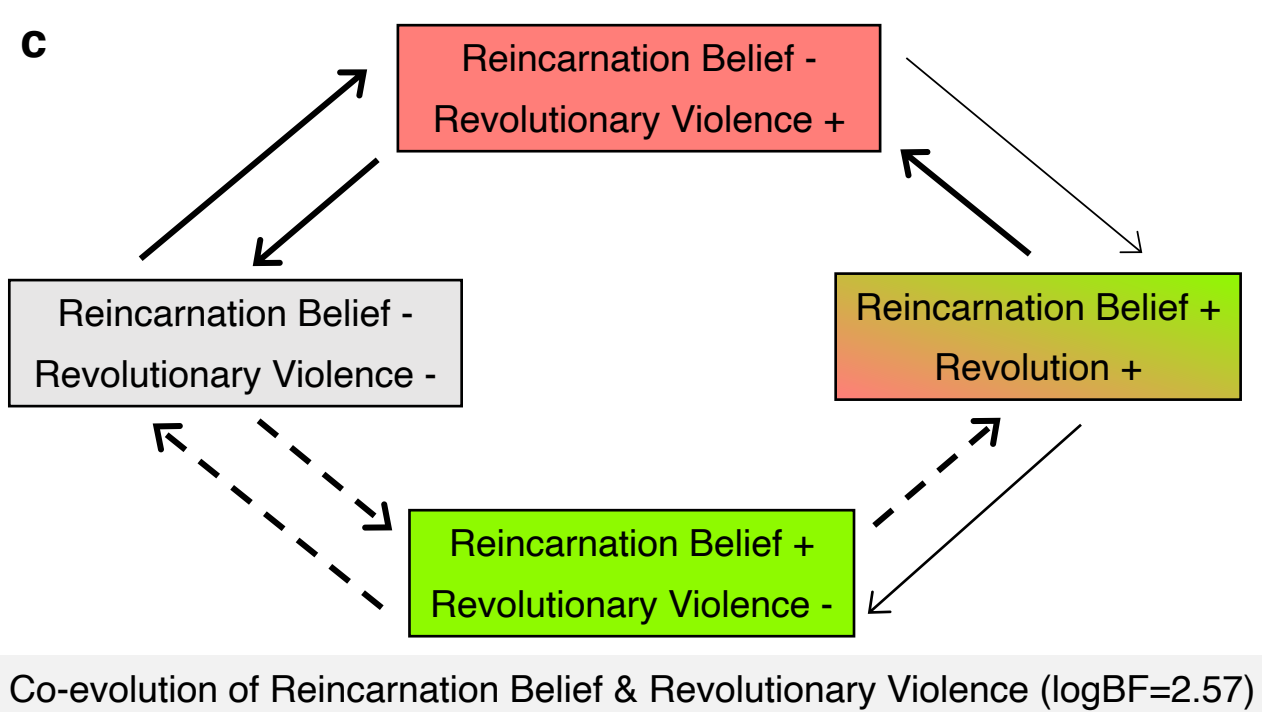 c
Reincarnation Belief -
Revolutionary Violence +
Reincarnation Belief -
Revolutionary Violence -
Reincarnation Belief +
Revolution +
Reincarnation Belief +
Revolutionary Violence -
Co-evolution of Reincarnation Belief & Revolutionary Violence (logBF=2.57)